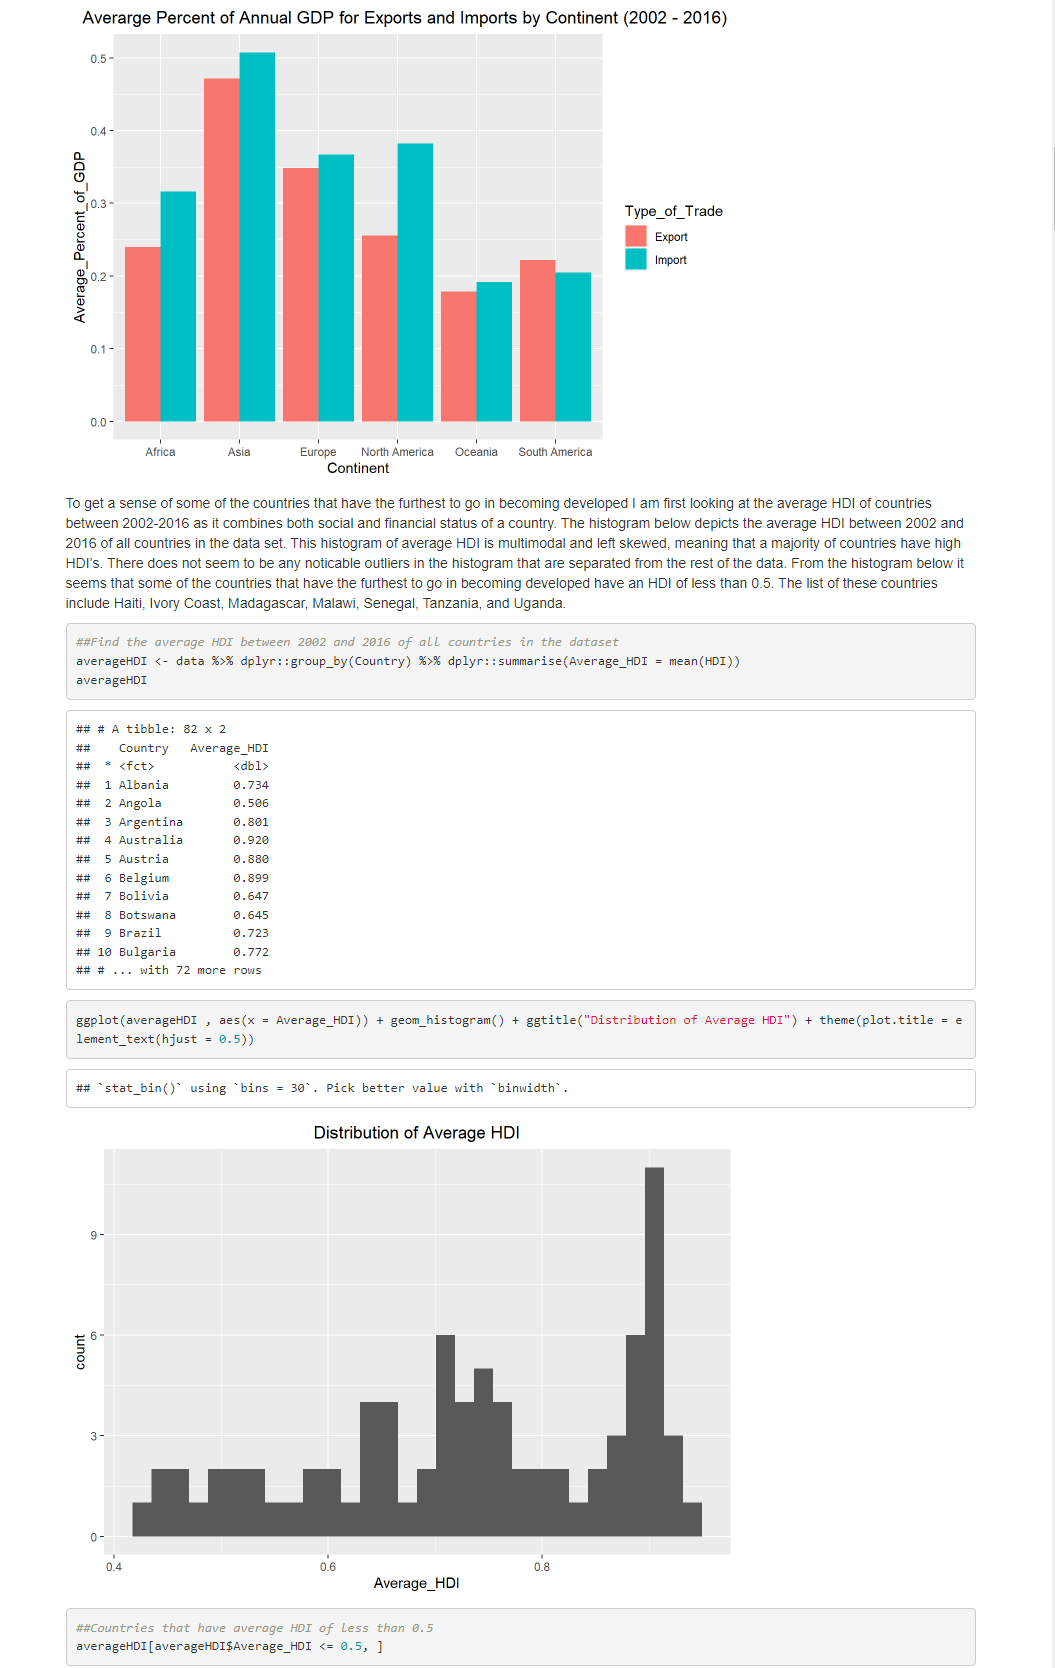 Averarge Percent of Annual GDP for Exports and Imports by Continent (2002 - 2016)
Average_Percent_of_GDP
0.5
0.4
0.3
0.2
0.1
0.0
Africa Asia Europe North America Oceania South America
Continent
Type_of_Trade
Export
Import
To get a sense of some of the countries that have the furthest to go in becoming developed I am first looking at the average HDI of countries
between 2002-2016 as it combines both social and financial status of a country. The histogram below depicts the average HDI between 2002 and
2016 of all countries in the data set. This histogram of average HDI is multimodal and left skewed, meaning that a majority of countries have high
HDI's. There does not seem to be any noticable outliers in the histogram that are separated from the rest of the data. From the histogram below it
seems that some of the countries that have the furthest to go in becoming developed have an HDI of less than 0.5. The list of these countries
include Haiti, Ivory Coast, Madagascar, Malawi, Senegal, Tanzania, and Uganda.
##Find the average HDI between 2002 and 2016 of all countries in the dataset
averageHDI <- data %>% dplyr::group_by(Country) %>% dplyr::summarise(Average_HDI = mean(HDI))
averageHDI
## # A tibble: 82 x 2
##    Country   Average_HDI
##  * <fct>           <dbl>
##  1 Albania         0.734
##  2 Angola          0.506
##  3 Argentina       0.801
##  4 Australia       0.920
##  5 Austria         0.880
##  6 Belgium         0.899
##  7 Bolivia         0.647
##  8 Botswana        0.645
##  9 Brazil          0.723
## 10 Bulgaria        0.772
## # ... with 72 more rows
ggplot(averageHDI , aes(x = Average_HDI)) + geom_histogram() + ggtitle("Distribution of Average HDI") + theme(plot.title = e
lement_text(hjust = 0.5))
## `stat_bin()` using `bins = 30`. Pick better value with `binwidth`.
Distribution of Average HDI
count
9
6
3
0
0.4 0.6 0.8
Average_HDI
##Countries that have average HDI of less than 0.5
averageHDI[averageHDI$Average_HDI <= 0.5, ]